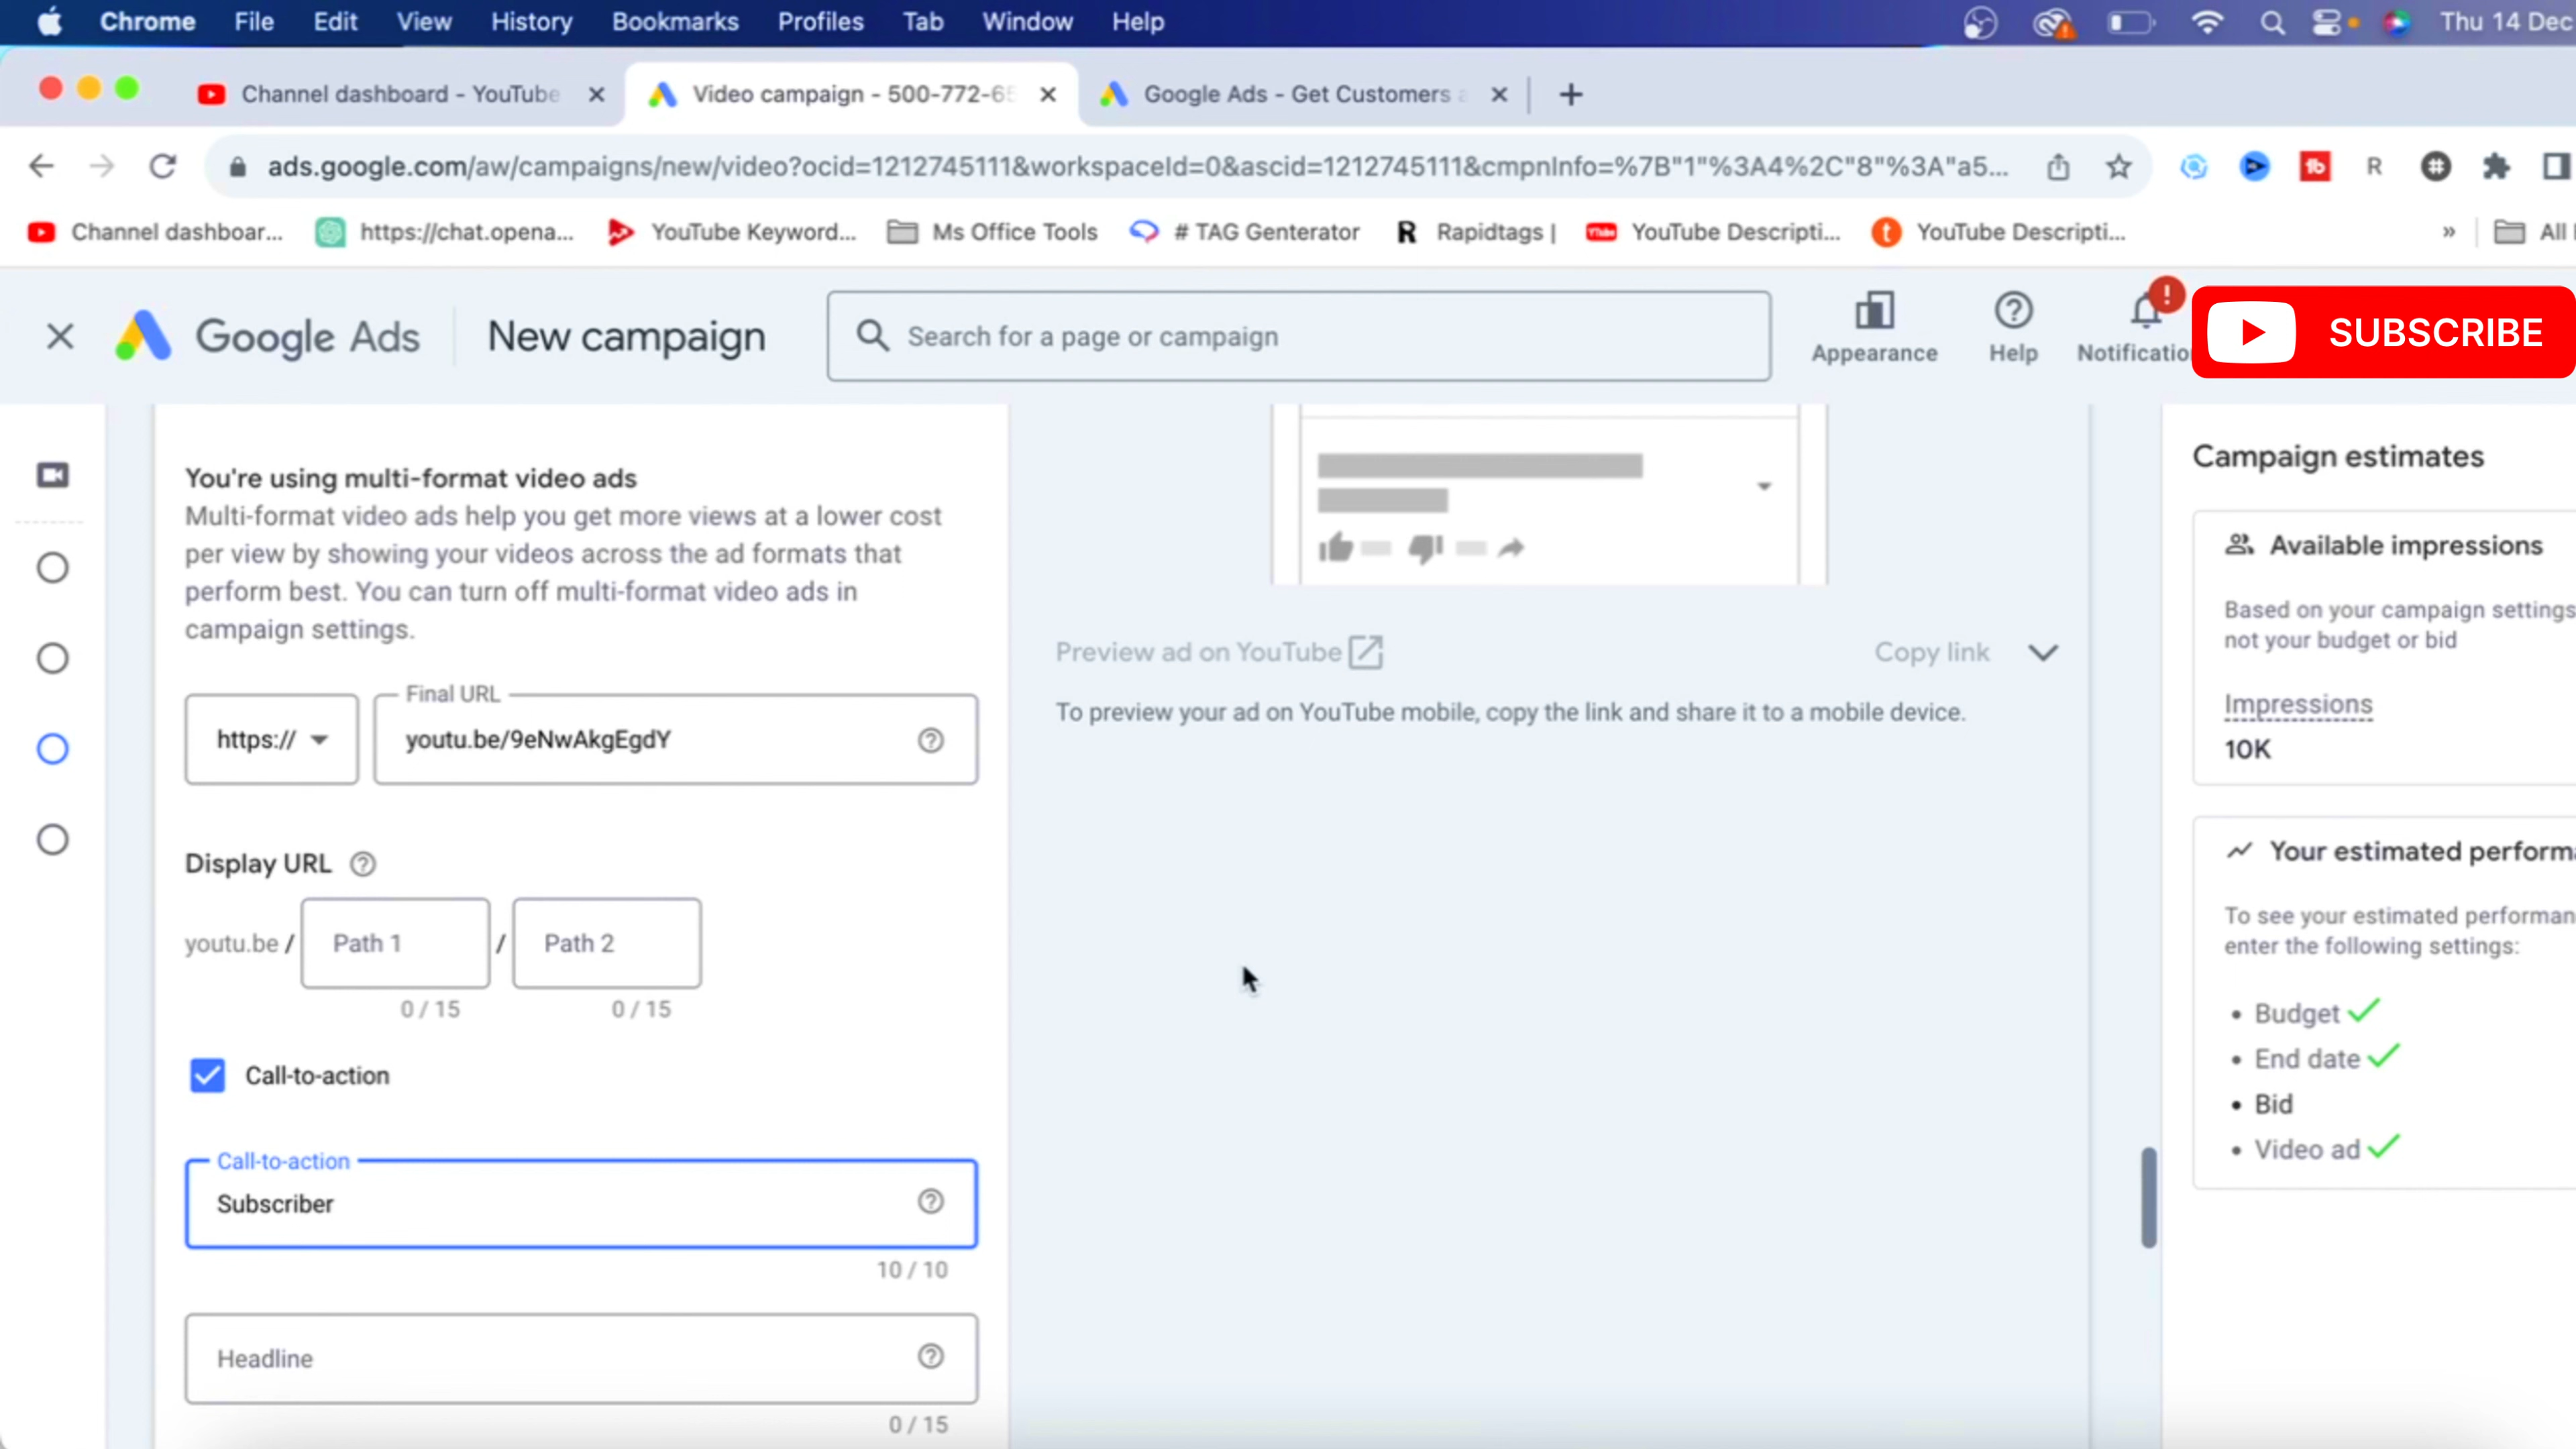 Chrome File Edit View History Bookmarks Profiles Tab Window Help Thu 14 Dec
Channel dashboard - YouTube
Video campaign - 500-772-65
Google Ads - Get Customers a
ads.google.com/aw/campaigns/new/video?ocid=1212745111&workspaceId=0&ascid=1212745111&cmpnInfo=%7B"1"%3A4%2C"8"%3A"a5...
Channel dashboar... https://chat.opena... YouTube Keyword... Ms Office Tools # TAG Genterator Rapidtags | YouTube Descripti... YouTube Descripti... » All
Google Ads New campaign
Search for a page or campaign
Appearance Help Notification
SUBSCRIBE
You're using multi-format video ads
Multi-format video ads help you get more views at a lower cost
per view by showing your videos across the ad formats that
perform best. You can turn off multi-format video ads in
campaign settings.
https://
Final URL
youtu.be/9eNwAkgEgdY
Display URL
youtu.be / Path 1 / Path 2
0 / 15 0 / 15
Call-to-action
Call-to-action
Subscriber
10 / 10
Headline
0 / 15
Preview ad on YouTube Copy link
To preview your ad on YouTube mobile, copy the link and share it to a mobile device.
Campaign estimates
Available impressions
Based on your campaign settings
not your budget or bid
Impressions
10K
Your estimated performa
To see your estimated performan
enter the following settings:
• Budget
• End date
• Bid
• Video ad